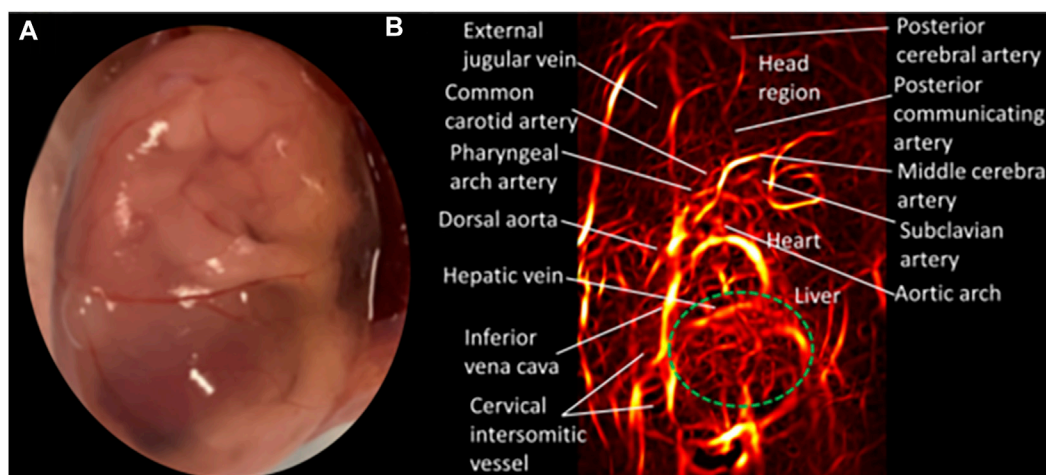 A
B
External
jugular vein
Common
carotid artery
Pharyngeal
arch artery
Dorsal aorta
Hepatic vein
Inferior
vena cava
Cervical
intersomitic
vessel
Head
region
Heart
Liver
Posterior
cerebral artery
Posterior
communicating
artery
Middle cerebra
artery
Subclavian
artery
Aortic arch